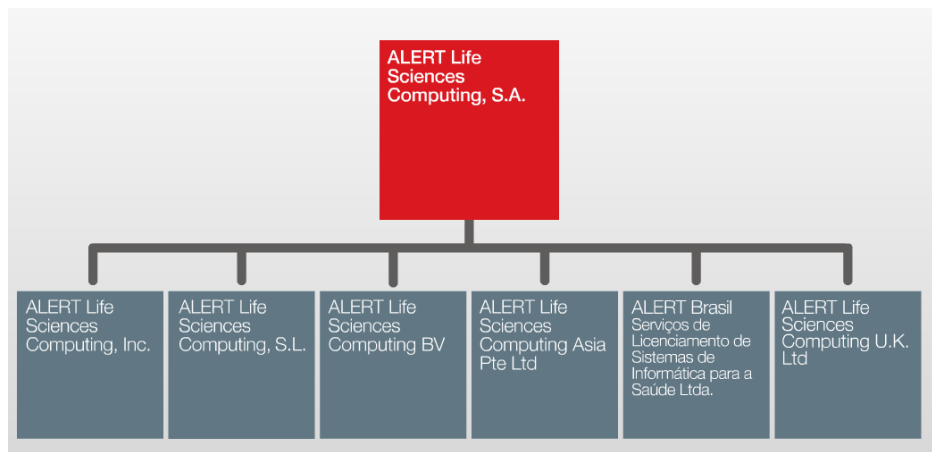 ALERT Life
Sciences
Computing, S.A.
ALERT Life
Sciences
Computing, Inc.
ALERT Life
Sciences
Computing, S.L.
ALERT Life
Sciences
Computing BV
ALERT Life
Sciences
Computing Asia
Pte Ltd
ALERT Brasil
Serviços de
Licenciamento de
Sistemas de
Informática para a
Saúde Ltda.
ALERT Life
Sciences
Computing U.K.
Ltd